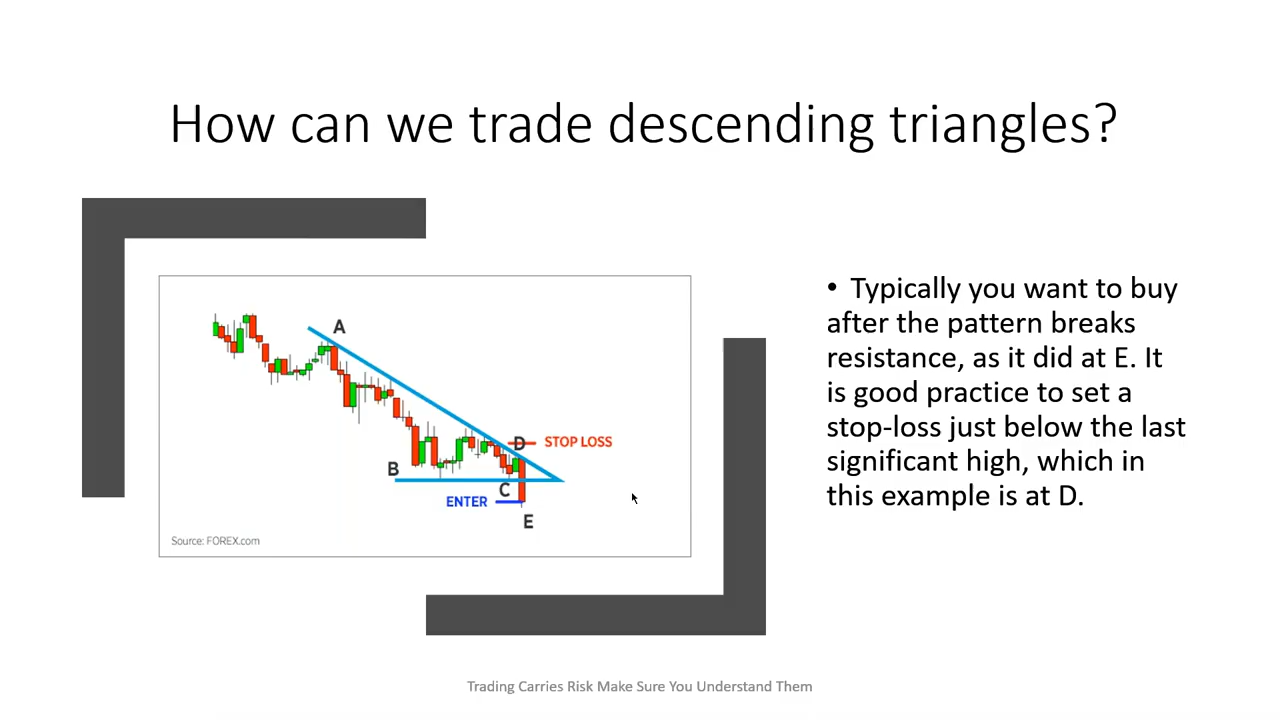 How can we trade descending triangles?
A
D
STOP LOSS
B
C
ENTER
E
Source: FOREX.com
• Typically you want to buy
after the pattern breaks
resistance, as it did at E. It
is good practice to set a
stop-loss just below the last
significant high, which in
this example is at D.
Trading Carries Risk Make Sure You Understand Them